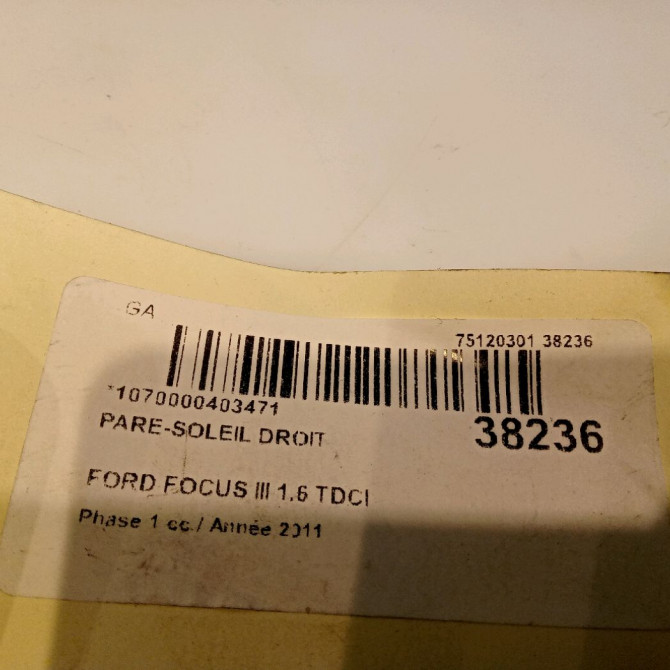 GA
75120301 38236
*1070000403471
38236
PARE-SOLEIL DROIT
FORD FOCUS III 1.6 TDCI
Phase 1 cc / Année 2011